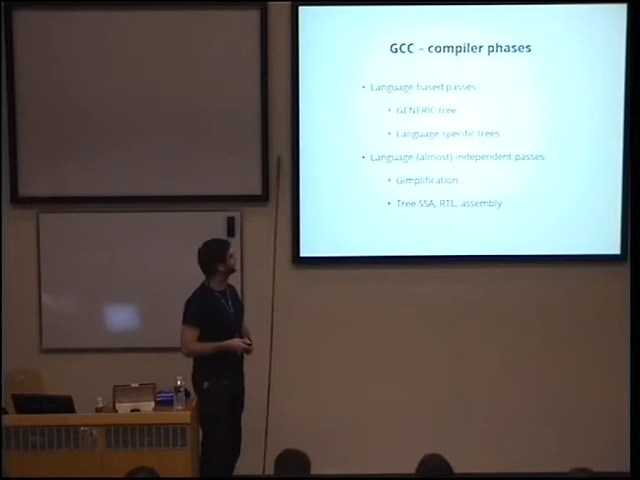 GCC - compiler phases
• Language based passes
• GENERIC tree
• Language specific trees
• Language (almost) independent passes
• Gimplification
• Tree SSA, RTL, assembly